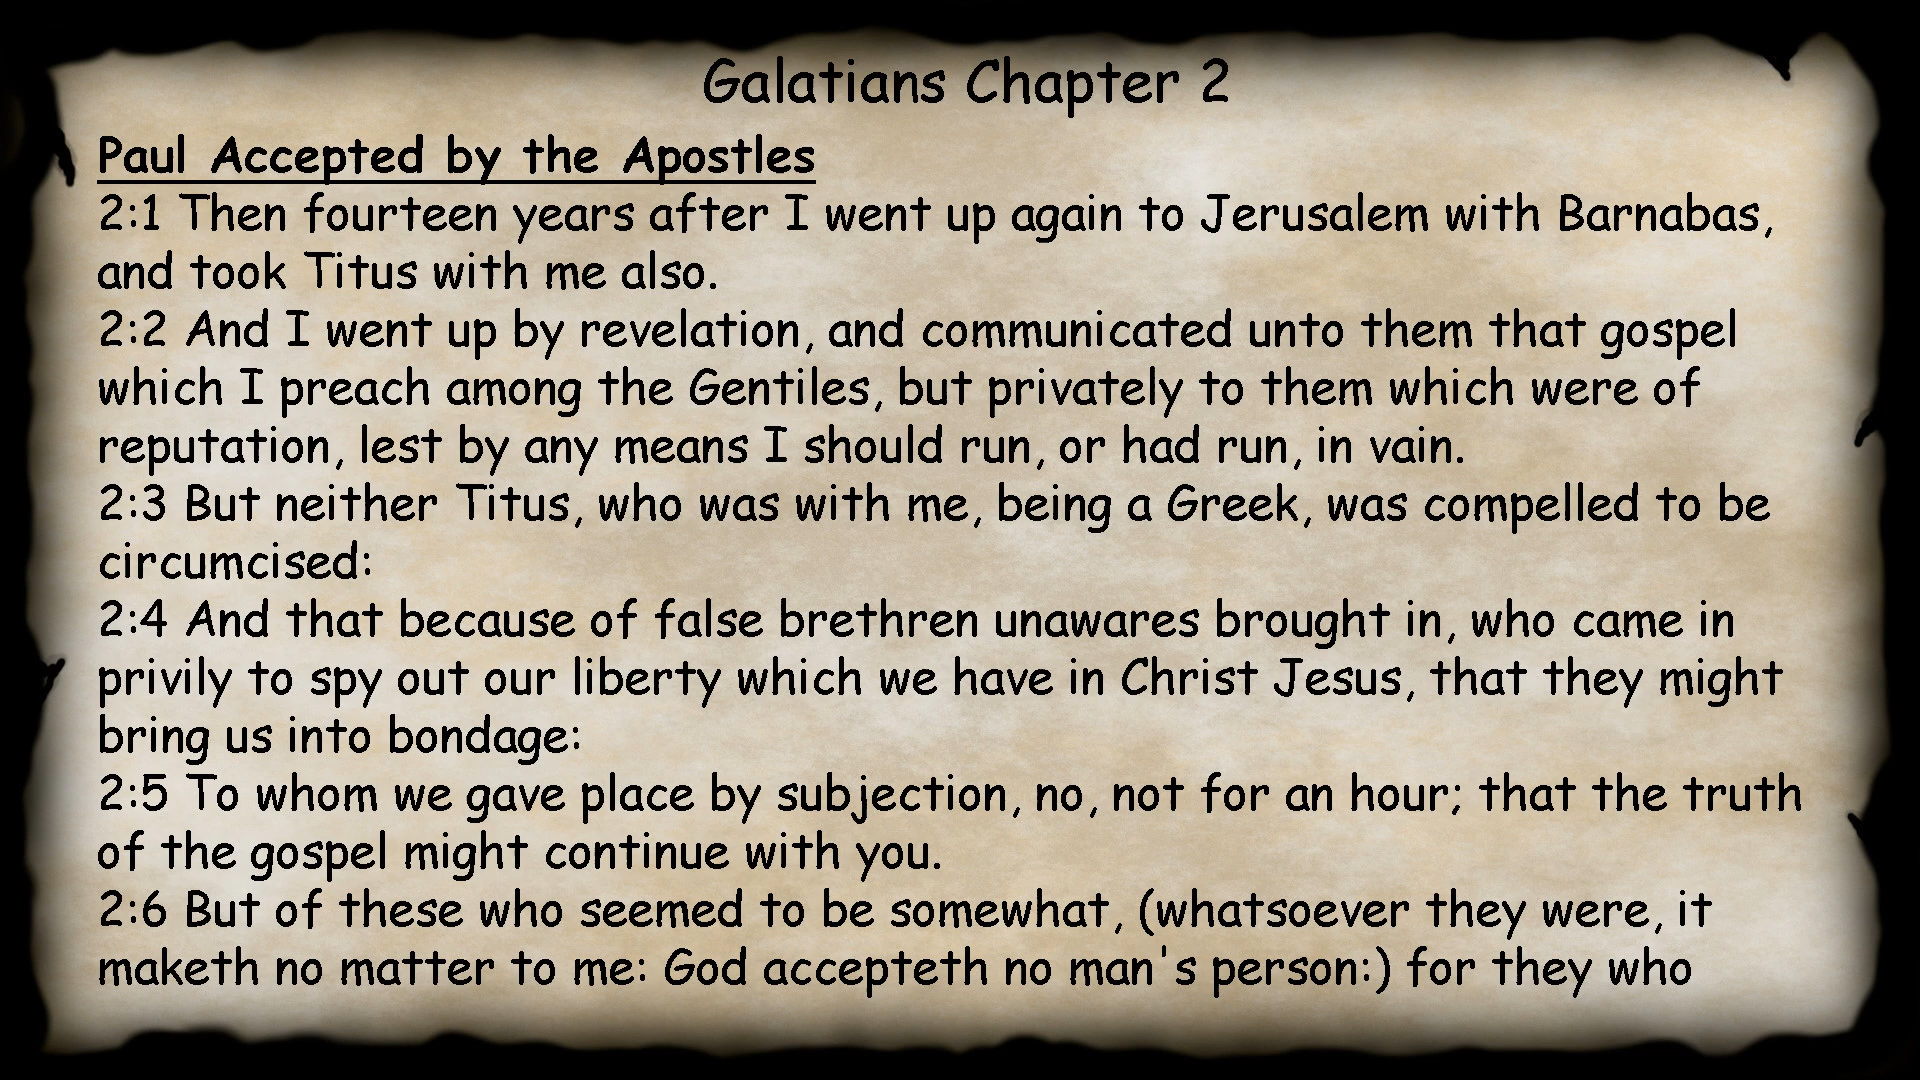 Galatians Chapter 2
Paul Accepted by the Apostles
2:1 Then fourteen years after I went up again to Jerusalem with Barnabas,
and took Titus with me also.
2:2 And I went up by revelation, and communicated unto them that gospel
which I preach among the Gentiles, but privately to them which were of
reputation, lest by any means I should run, or had run, in vain.
2:3 But neither Titus, who was with me, being a Greek, was compelled to be
circumcised:
2:4 And that because of false brethren unawares brought in, who came in
privily to spy out our liberty which we have in Christ Jesus, that they might
bring us into bondage:
2:5 To whom we gave place by subjection, no, not for an hour; that the truth
of the gospel might continue with you.
2:6 But of these who seemed to be somewhat, (whatsoever they were, it
maketh no matter to me: God accepteth no man's person:) for they who